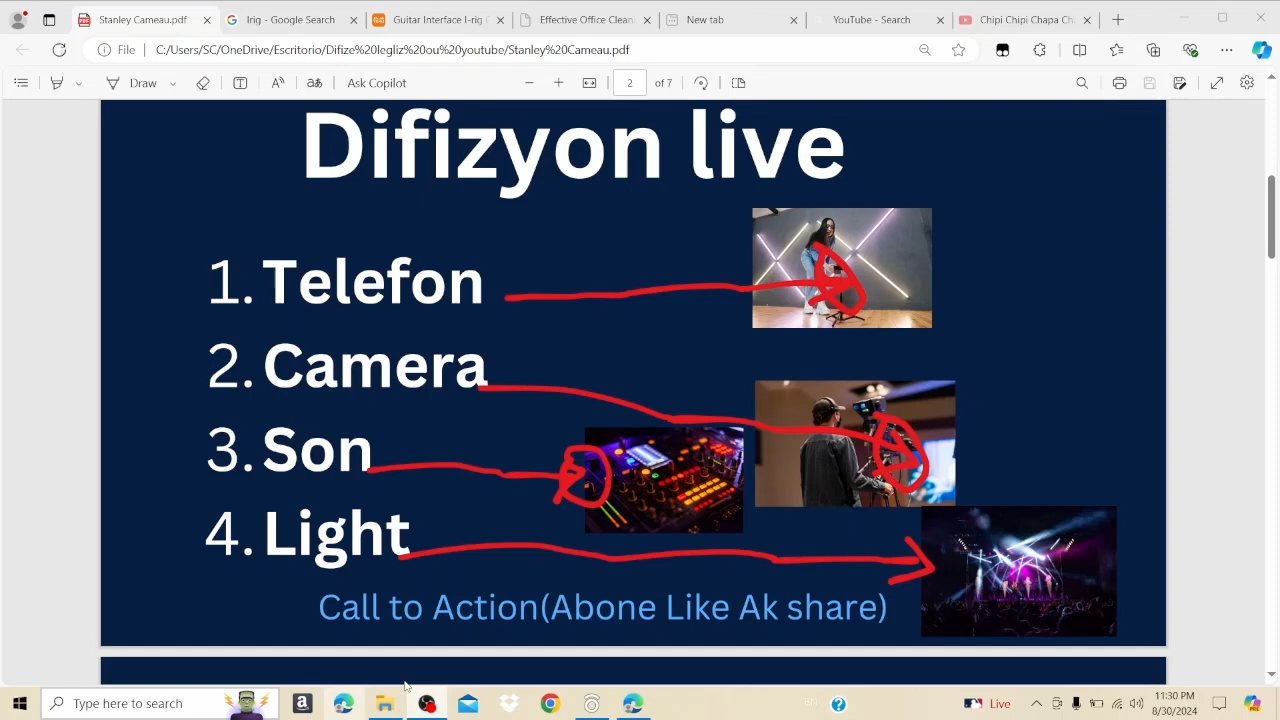 Stanley Cameau.pdf
Irig - Google Search
Guitar Interface I-rig
Effective Office Clean
New tab
YouTube - Search
Chipi Chipi Chapa Ch
File
C:/Users/SC/OneDrive/Escritorio/Difize%20legliz%20ou%20youtube/Stanley%20Cameau.pdf
Draw
Ask Copilot
2 of 7
Difizyon live
1. Telefon
2. Camera
3. Son
4. Light
Call to Action(Abone Like Ak share)
Type here to search
Live
11:30 PM
8/30/2024